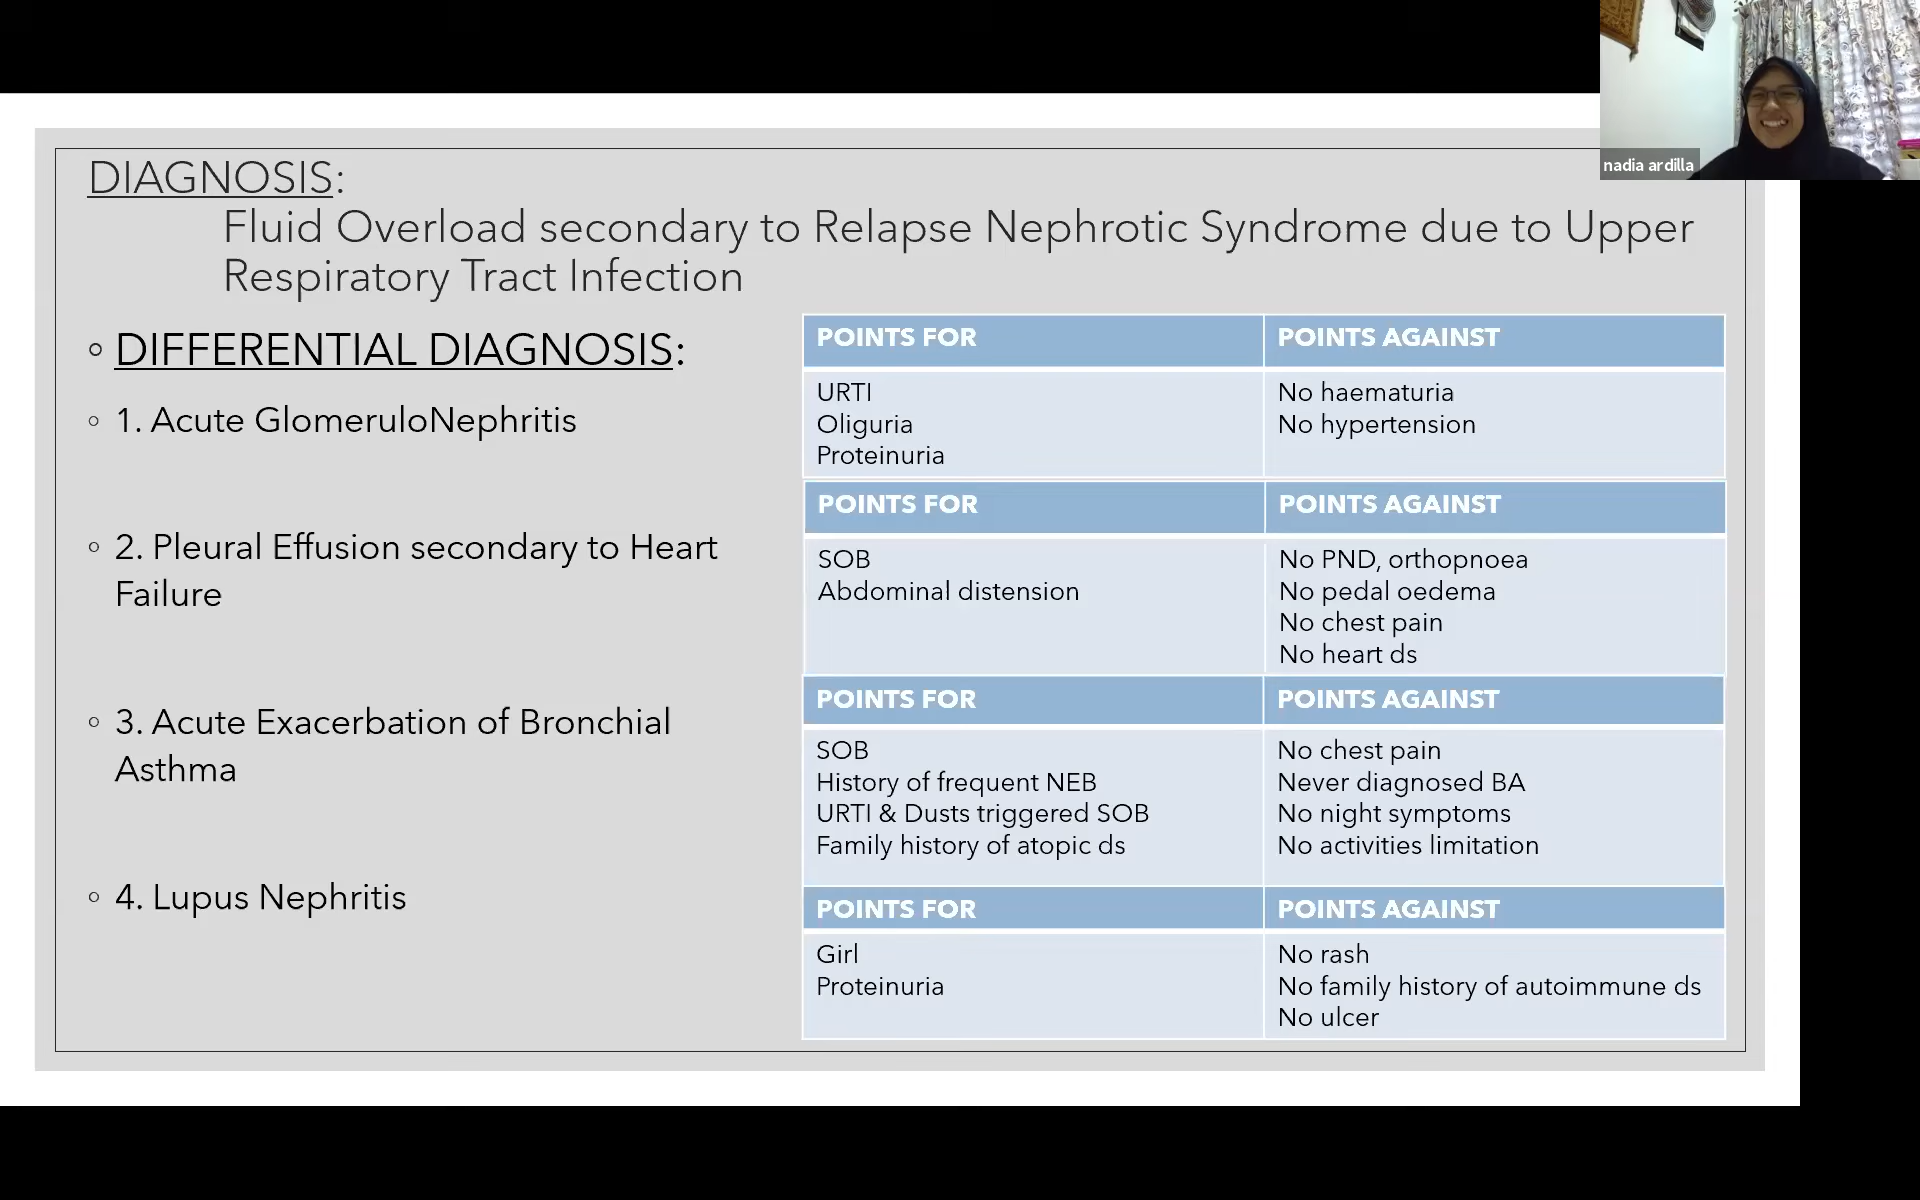 nadia ardilla
DIAGNOSIS:
Fluid Overload secondary to Relapse Nephrotic Syndrome due to Upper
Respiratory Tract Infection
◦ DIFFERENTIAL DIAGNOSIS:
◦ 1. Acute GlomeruloNephritis
POINTS FOR POINTS AGAINST
URTI No haematuria
Oliguria No hypertension
Proteinuria
◦ 2. Pleural Effusion secondary to Heart
Failure
POINTS FOR POINTS AGAINST
SOB No PND, orthopnoea
Abdominal distension No pedal oedema
No chest pain
No heart ds
◦ 3. Acute Exacerbation of Bronchial
Asthma
POINTS FOR POINTS AGAINST
SOB No chest pain
History of frequent NEB Never diagnosed BA
URTI & Dusts triggered SOB No night symptoms
Family history of atopic ds No activities limitation
◦ 4. Lupus Nephritis
POINTS FOR POINTS AGAINST
Girl No rash
Proteinuria No family history of autoimmune ds
No ulcer